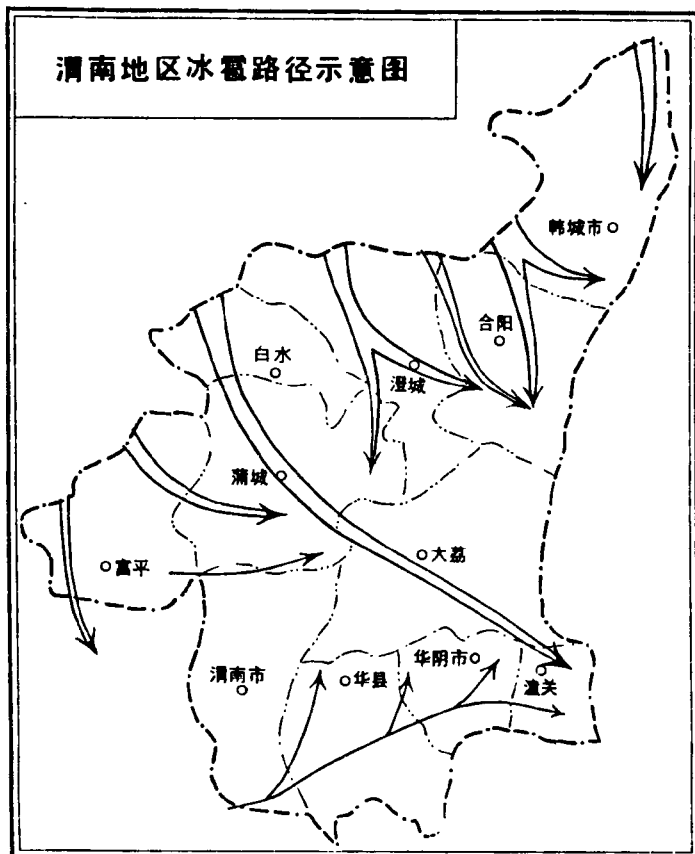 渭南地区冰雹路径示意图
韩城市
合阳
白水
澄城
蒲城
大荔
富平
华阴市
渭南市
华县
潼关